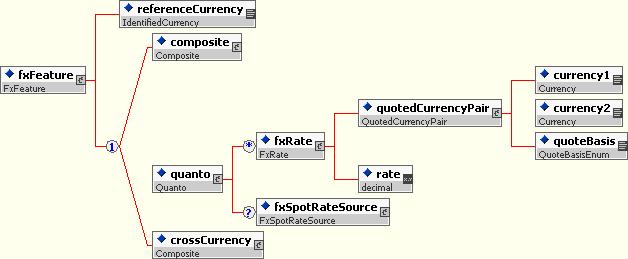 referenceCurrency
IdentifiedCurrency
composite
Composite
fxFeature
FxFeature
currency1
Currency
quotedCurrencyPair
QuotedCurrencyPair
currency2
Currency
1
*
fxRate
FxRate
quoteBasis
QuoteBasisEnum
quanto
Quanto
rate
decimal
?
fxSpotRateSource
FxSpotRateSource
crossCurrency
Composite